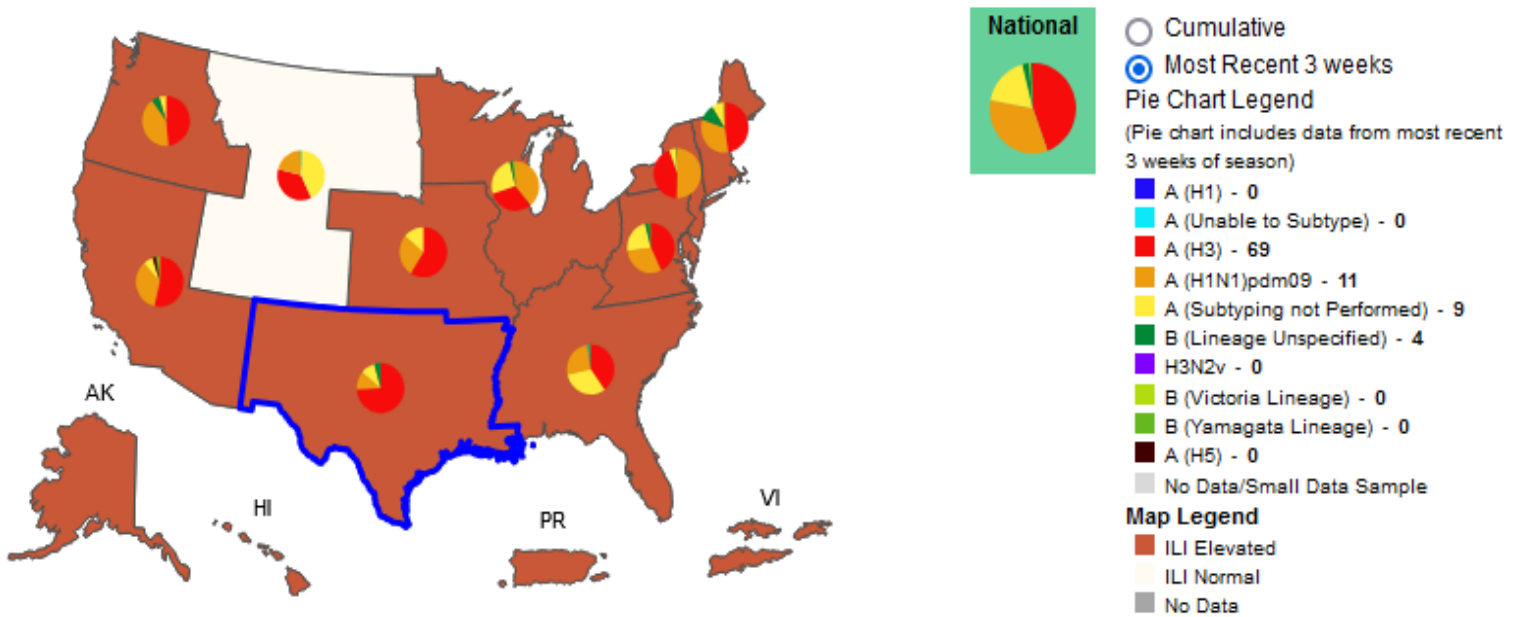 National
Cumulative
Most Recent 3 weeks
Pie Chart Legend
(Pie chart includes data from most recent
3 weeks of season)
A (H1) - 0
A (Unable to Subtype) - 0
A (H3) - 69
A (H1N1)pdm09 - 11
A (Subtyping not Performed) - 9
B (Lineage Unspecified) - 4
H3N2v - 0
B (Victoria Lineage) - 0
B (Yamagata Lineage) - 0
A (H5) - 0
No Data/Small Data Sample
Map Legend
ILI Elevated
ILI Normal
No Data
AK
HI
PR
VI